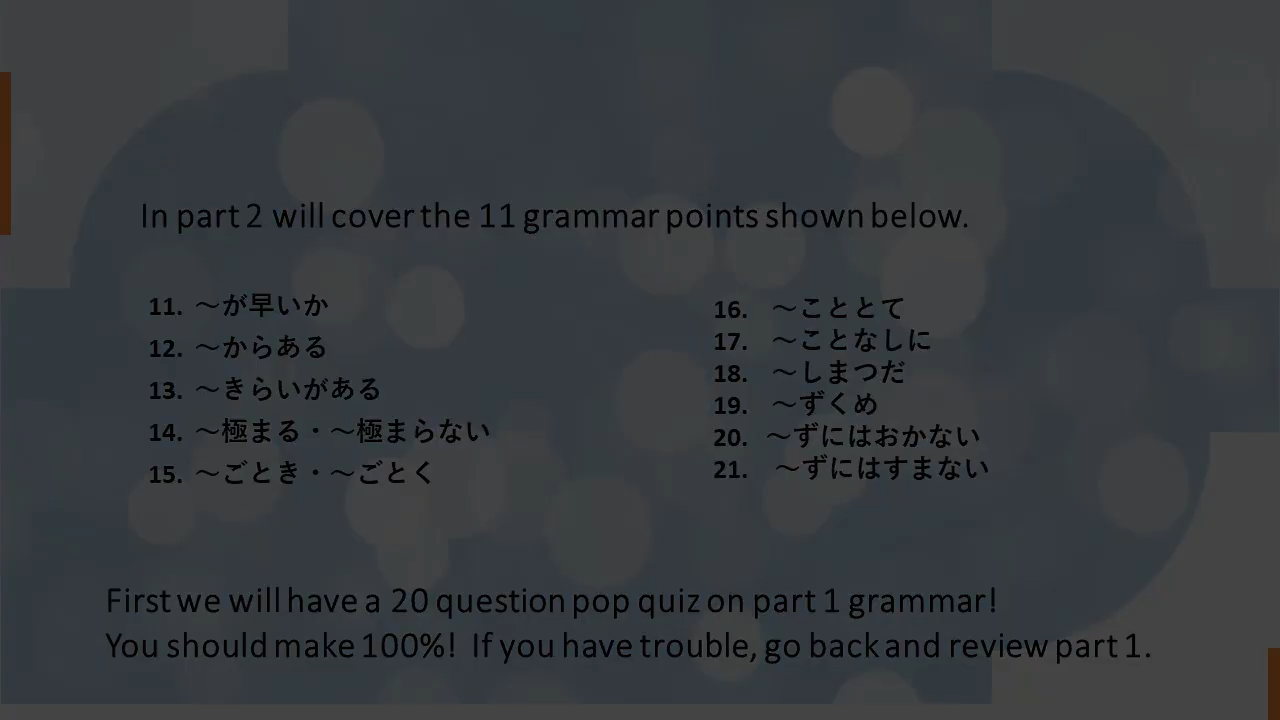 In part 2 will cover the 11 grammar points shown below.
11. ～が早いか
12. ～からある
13. ～きらいがある
14. ～極まる・～極まらない
15. ～ごとき・～ごとく
16. ～こととて
17. ～ことなしに
18. ～しまつだ
19. ～ずくめ
20. ～ずにはおかない
21. ～ずにはすまない
First we will have a 20 question pop quiz on part 1 grammar!
You should make 100%! If you have trouble, go back and review part 1.